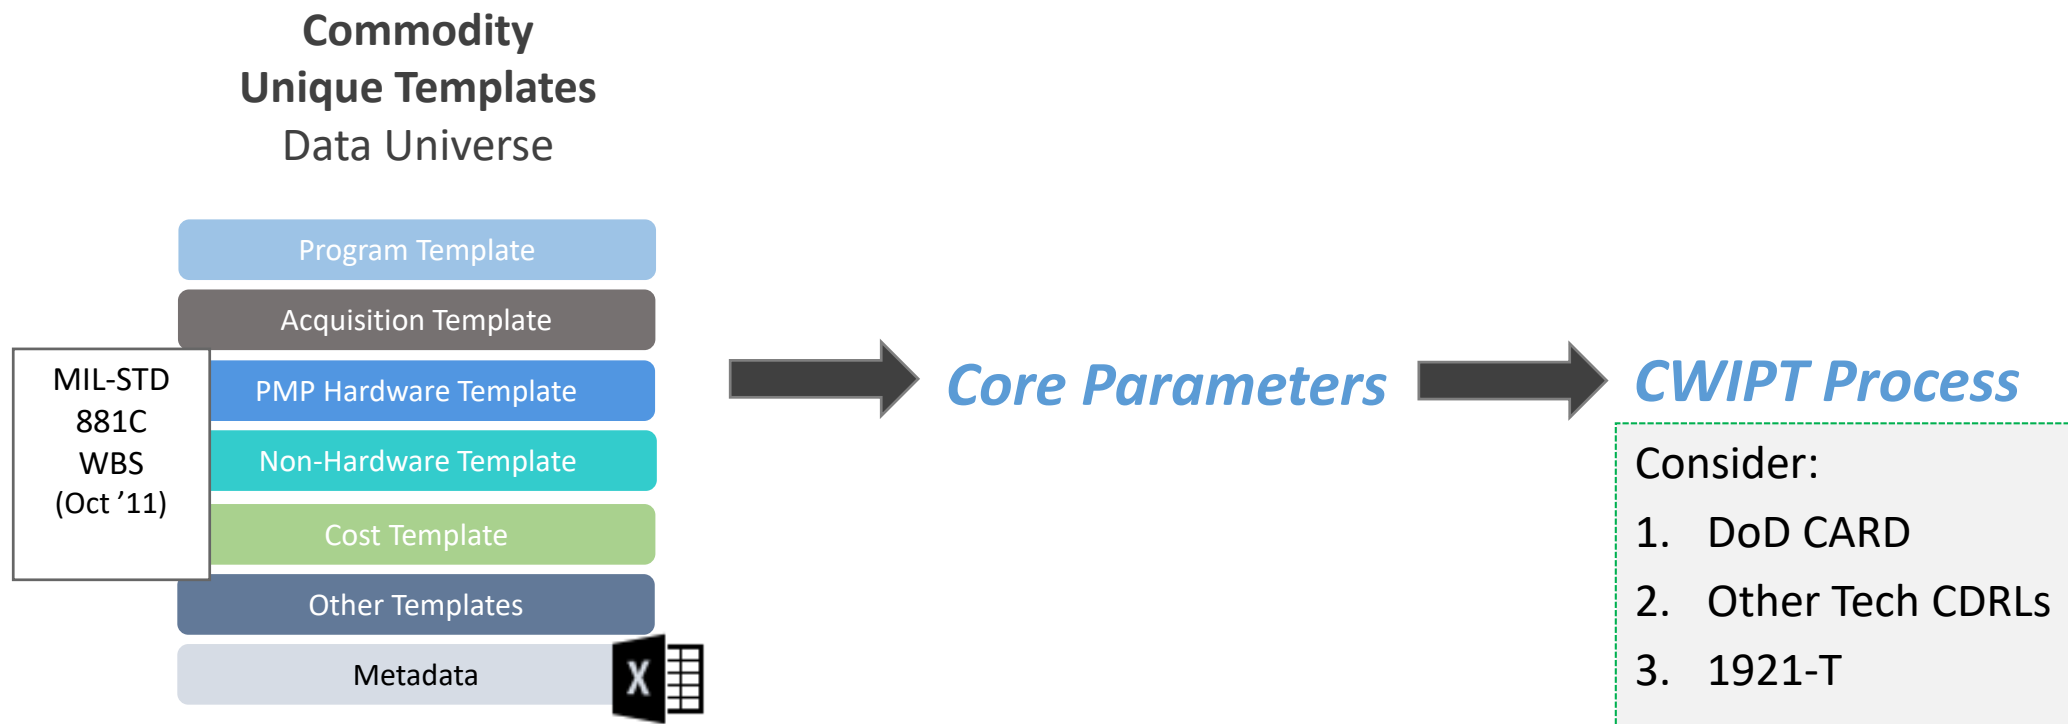 Commodity
Unique Templates
Data Universe
Program Template
Acquisition Template
MIL-STD
881C
WBS
(Oct ’11)
PMP Hardware Template
Non-Hardware Template
Cost Template
Other Templates
Metadata
X
Core Parameters
CWIPT Process
Consider:
1. DoD CARD
2. Other Tech CDRLs
3. 1921-T